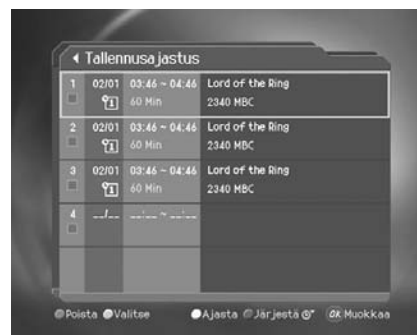 Tallennusajastus
1 02/01 03:46 ~ 04:46 Lord of the Ring
60 Min 2340 MBC
2 02/01 03:46 ~ 04:46 Lord of the Ring
60 Min 2340 MBC
3 02/01 03:46 ~ 04:46 Lord of the Ring
60 Min 2340 MBC
4 --/-- --:-- ~ --:--
Poista Valitse Ajasta Järjestä OK Muokkaa